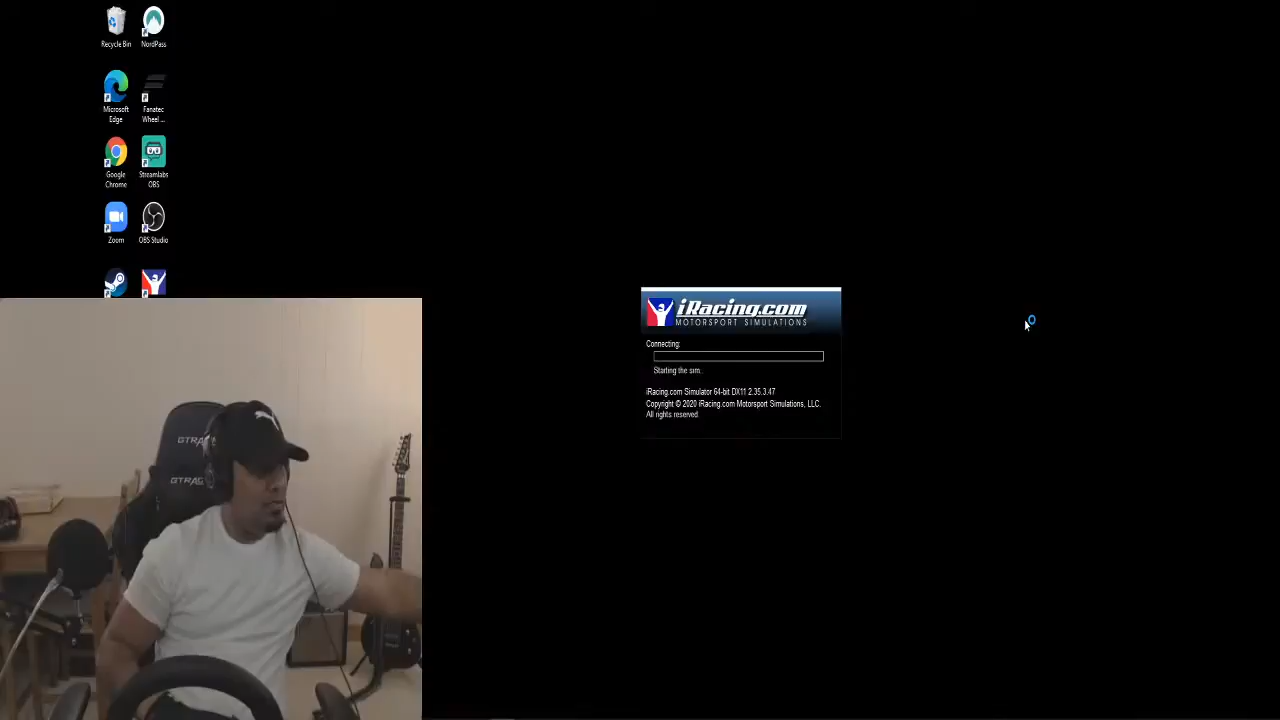 Recycle Bin
NordPass
Microsoft
Edge
Fanatec
Wheel ...
Google
Chrome
Streamlabs
OBS
Zoom
OBS Studio
iRacing.com
MOTORSPORT SIMULATIONS
Connecting:
Starting the sim..
iRacing.com Simulator 64-bit DX11 2.35.3.47
Copyright © 2020 iRacing.com Motorsport Simulations, LLC.
All rights reserved